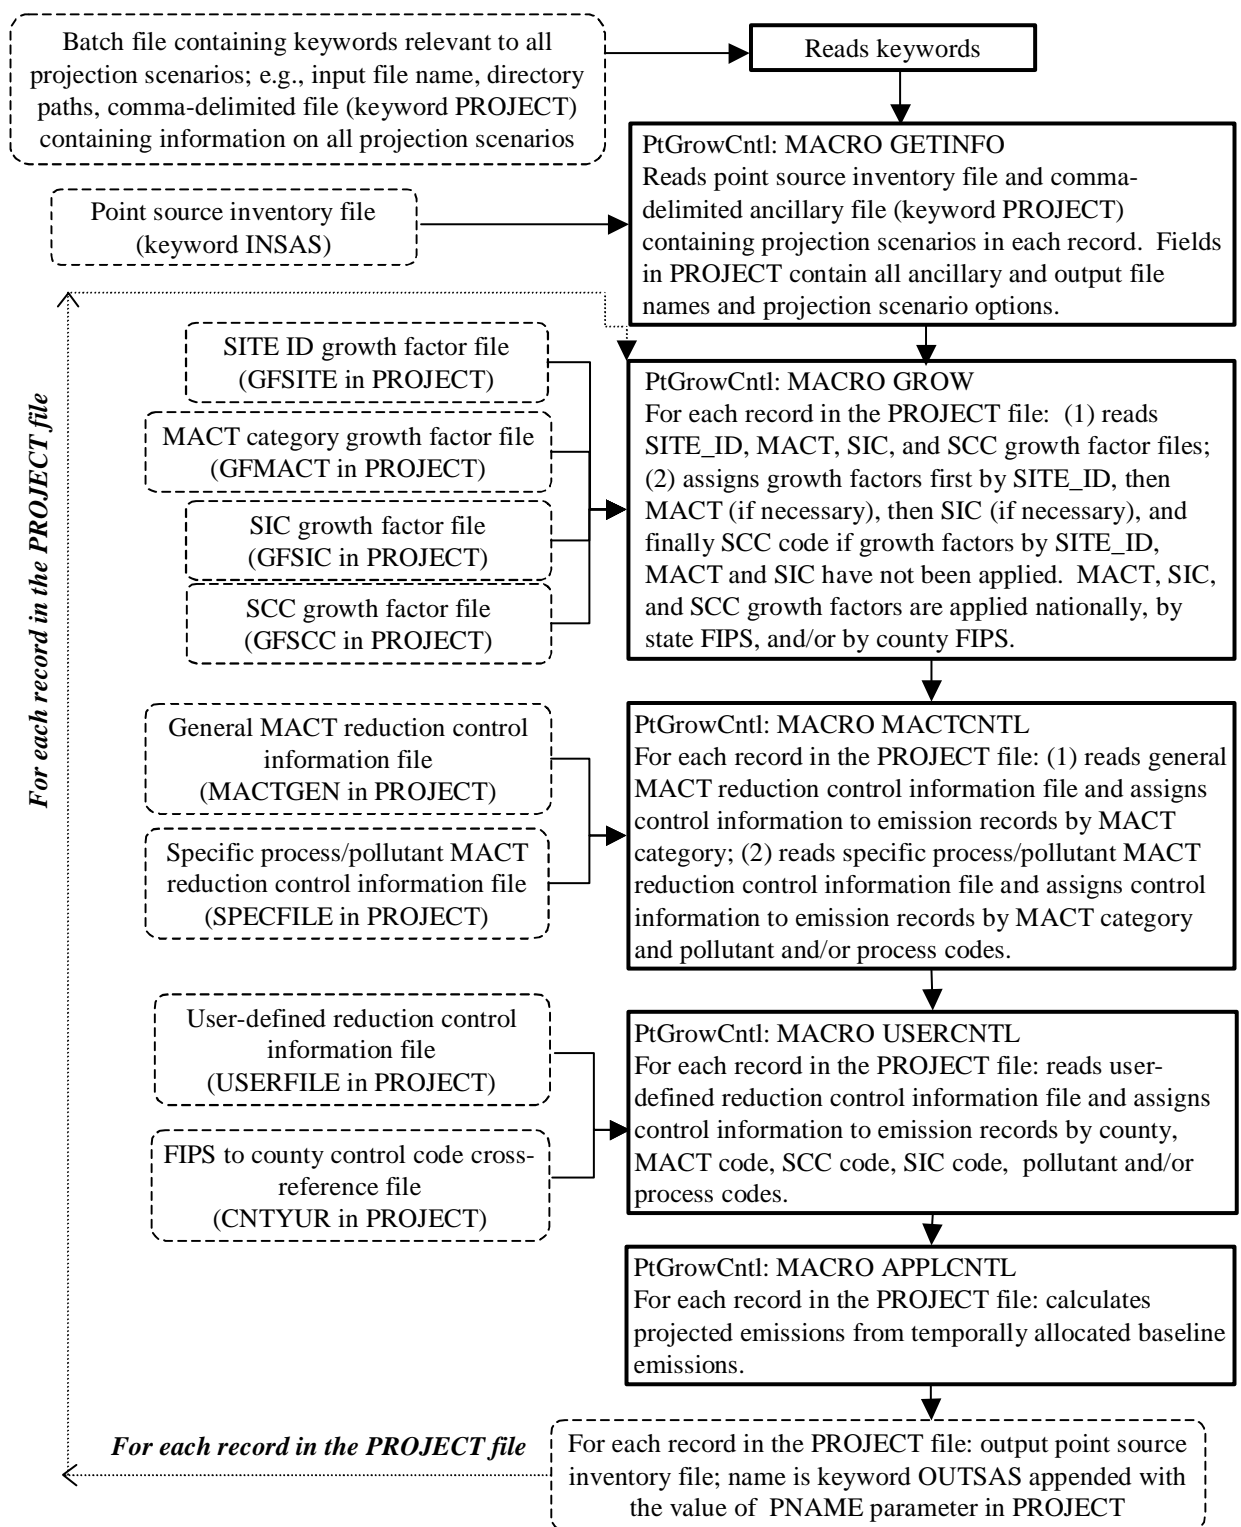 Batch file containing keywords relevant to all
projection scenarios; e.g., input file name, directory
paths, comma-delimited file (keyword PROJECT)
containing information on all projection scenarios
Reads keywords
Point source inventory file
(keyword INSAS)
PtGrowCntl: MACRO GETINFO
Reads point source inventory file and comma-
delimited ancillary file (keyword PROJECT)
containing projection scenarios in each record.  Fields
in PROJECT contain all ancillary and output file
names and projection scenario options.
For each record in the PROJECT file
SITE ID growth factor file
(GFSITE in PROJECT)
MACT category growth factor file
(GFMACT in PROJECT)
SIC growth factor file
(GFSIC in PROJECT)
SCC growth factor file
(GFSCC in PROJECT)
PtGrowCntl: MACRO GROW
For each record in the PROJECT file:  (1) reads
SITE_ID, MACT, SIC, and SCC growth factor files;
(2) assigns growth factors first by SITE_ID, then
MACT (if necessary), then SIC (if necessary), and
finally SCC code if growth factors by SITE_ID,
MACT and SIC have not been applied.  MACT, SIC,
and SCC growth factors are applied nationally, by
state FIPS, and/or by county FIPS.
General MACT reduction control
information file
(MACTGEN in PROJECT)
Specific process/pollutant MACT
reduction control information file
(SPECFILE in PROJECT)
PtGrowCntl: MACRO MACTCNTL
For each record in the PROJECT file: (1) reads general
MACT reduction control information file and assigns
control information to emission records by MACT
category; (2) reads specific process/pollutant MACT
reduction control information file and assigns control
information to emission records by MACT category
and pollutant and/or process codes.
User-defined reduction control
information file
(USERFILE in PROJECT)
FIPS to county control code cross-
reference file
(CNTYUR in PROJECT)
PtGrowCntl: MACRO USERCNTL
For each record in the PROJECT file: reads user-
defined reduction control information file and assigns
control information to emission records by county,
MACT code, SCC code, SIC code,  pollutant and/or
process codes.
PtGrowCntl: MACRO APPLCNTL
For each record in the PROJECT file: calculates
projected emissions from temporally allocated baseline
emissions.
For each record in the PROJECT file
For each record in the PROJECT file: output point source
inventory file; name is keyword OUTSAS appended with
the value of  PNAME parameter in PROJECT